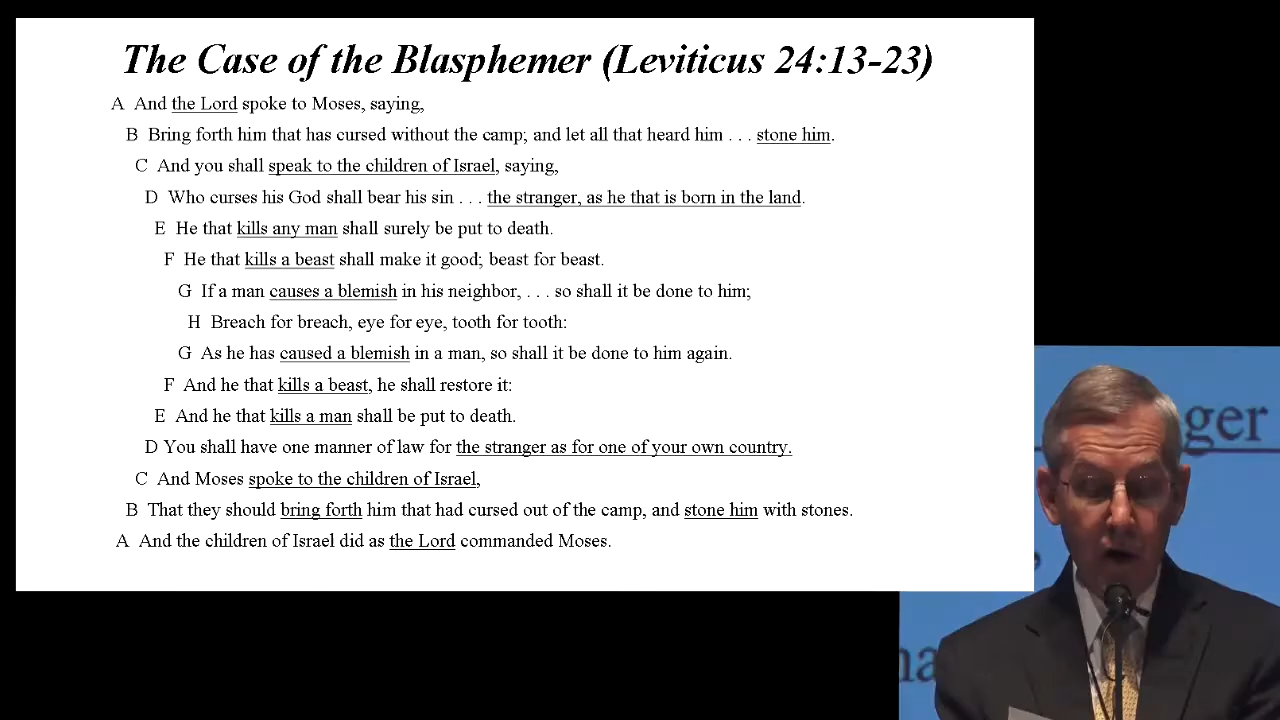 The Case of the Blasphemer (Leviticus 24:13-23)
A And the Lord spoke to Moses, saying,
B Bring forth him that has cursed without the camp; and let all that heard him . . . stone him.
C And you shall speak to the children of Israel, saying,
D Who curses his God shall bear his sin . . . the stranger, as he that is born in the land.
E He that kills any man shall surely be put to death.
F He that kills a beast shall make it good; beast for beast.
G If a man causes a blemish in his neighbor, . . . so shall it be done to him;
H Breach for breach, eye for eye, tooth for tooth:
G As he has caused a blemish in a man, so shall it be done to him again.
F And he that kills a beast, he shall restore it:
E And he that kills a man shall be put to death.
D You shall have one manner of law for the stranger as for one of your own country.
C And Moses spoke to the children of Israel,
B That they should bring forth him that had cursed out of the camp, and stone him with stones.
A And the children of Israel did as the Lord commanded Moses.
ger